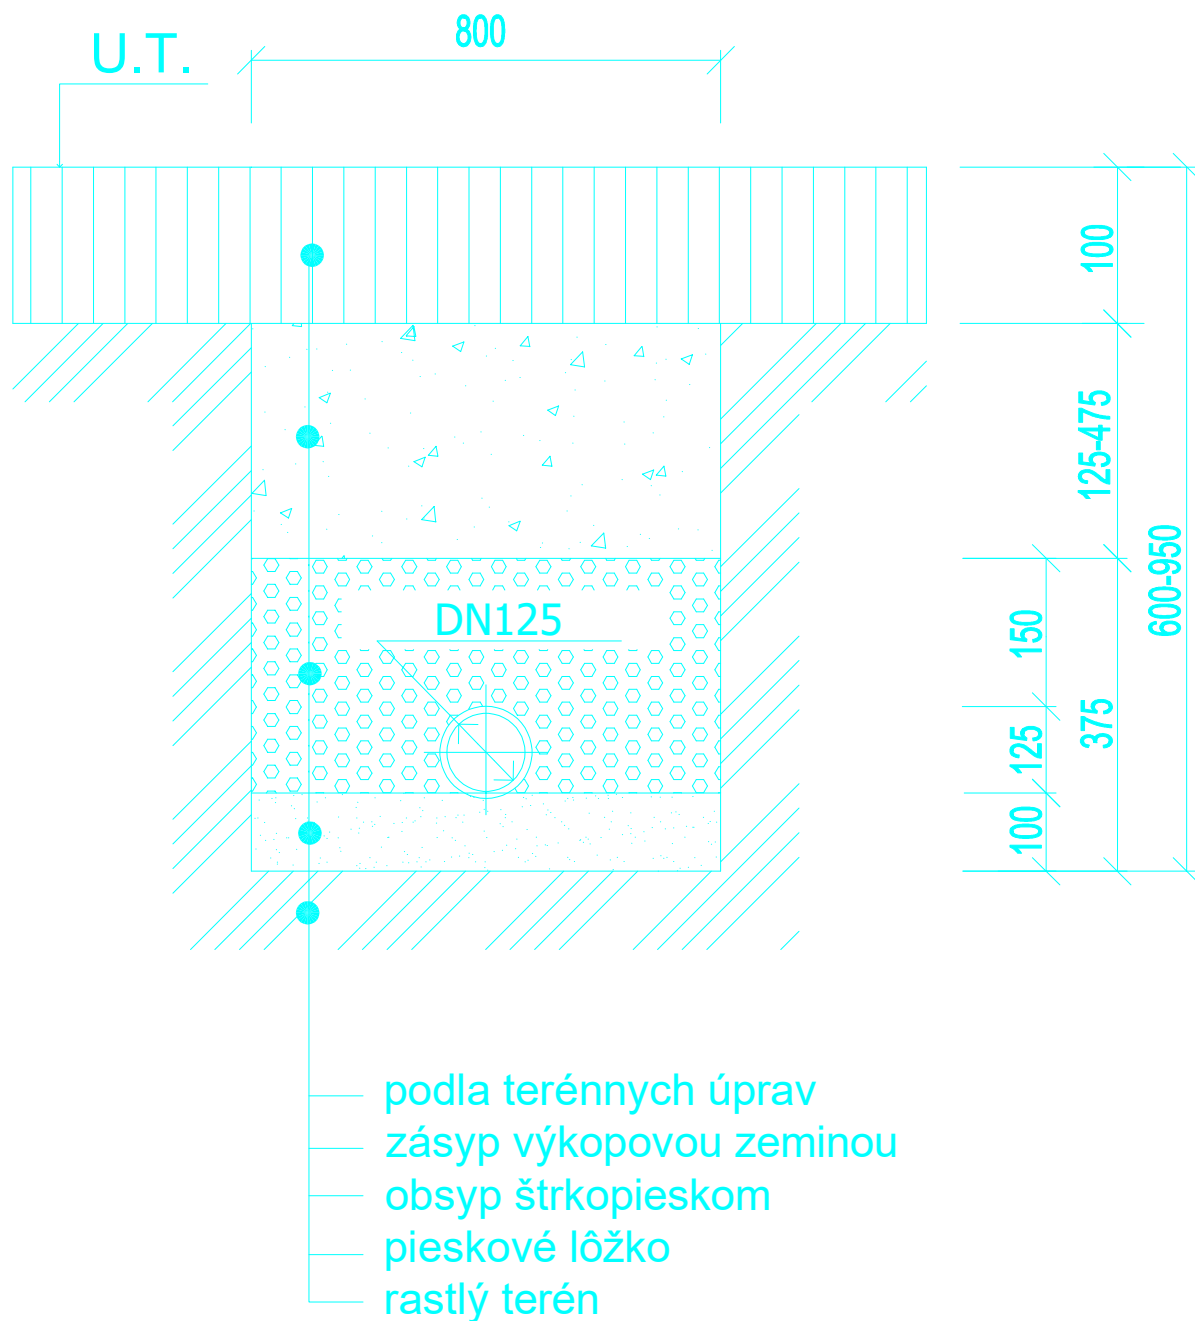 800
U.T.
100
125-475
600-950
DN125
150
125
375
100
podla terénnych úprav
zásyp výkopovou zeminou
obsyp štrkopieskom
pieskové lôžko
rastlý terén